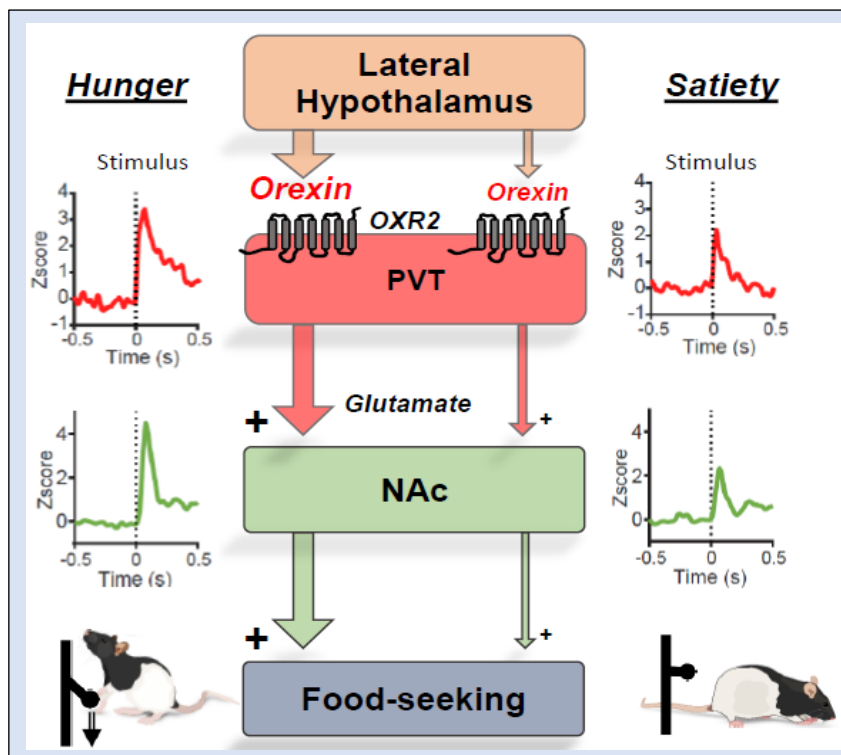 Lateral
Hypothalamus
Hunger
Satiety
Stimulus
Orexin
Orexin
Stimulus
OXR2
PVT
4
3
2
1
0
-1
Zscore
-0.5 0 0.5
Time (s)
4
3
2
1
0
-1
Zscore
-0.5 0 0.5
Time (s)
+
Glutamate
+
NAc
4
2
0
Zscore
-0.5 0 0.5
Time (s)
4
2
0
Zscore
-0.5 0 0.5
Time (s)
+
+
Food-seeking